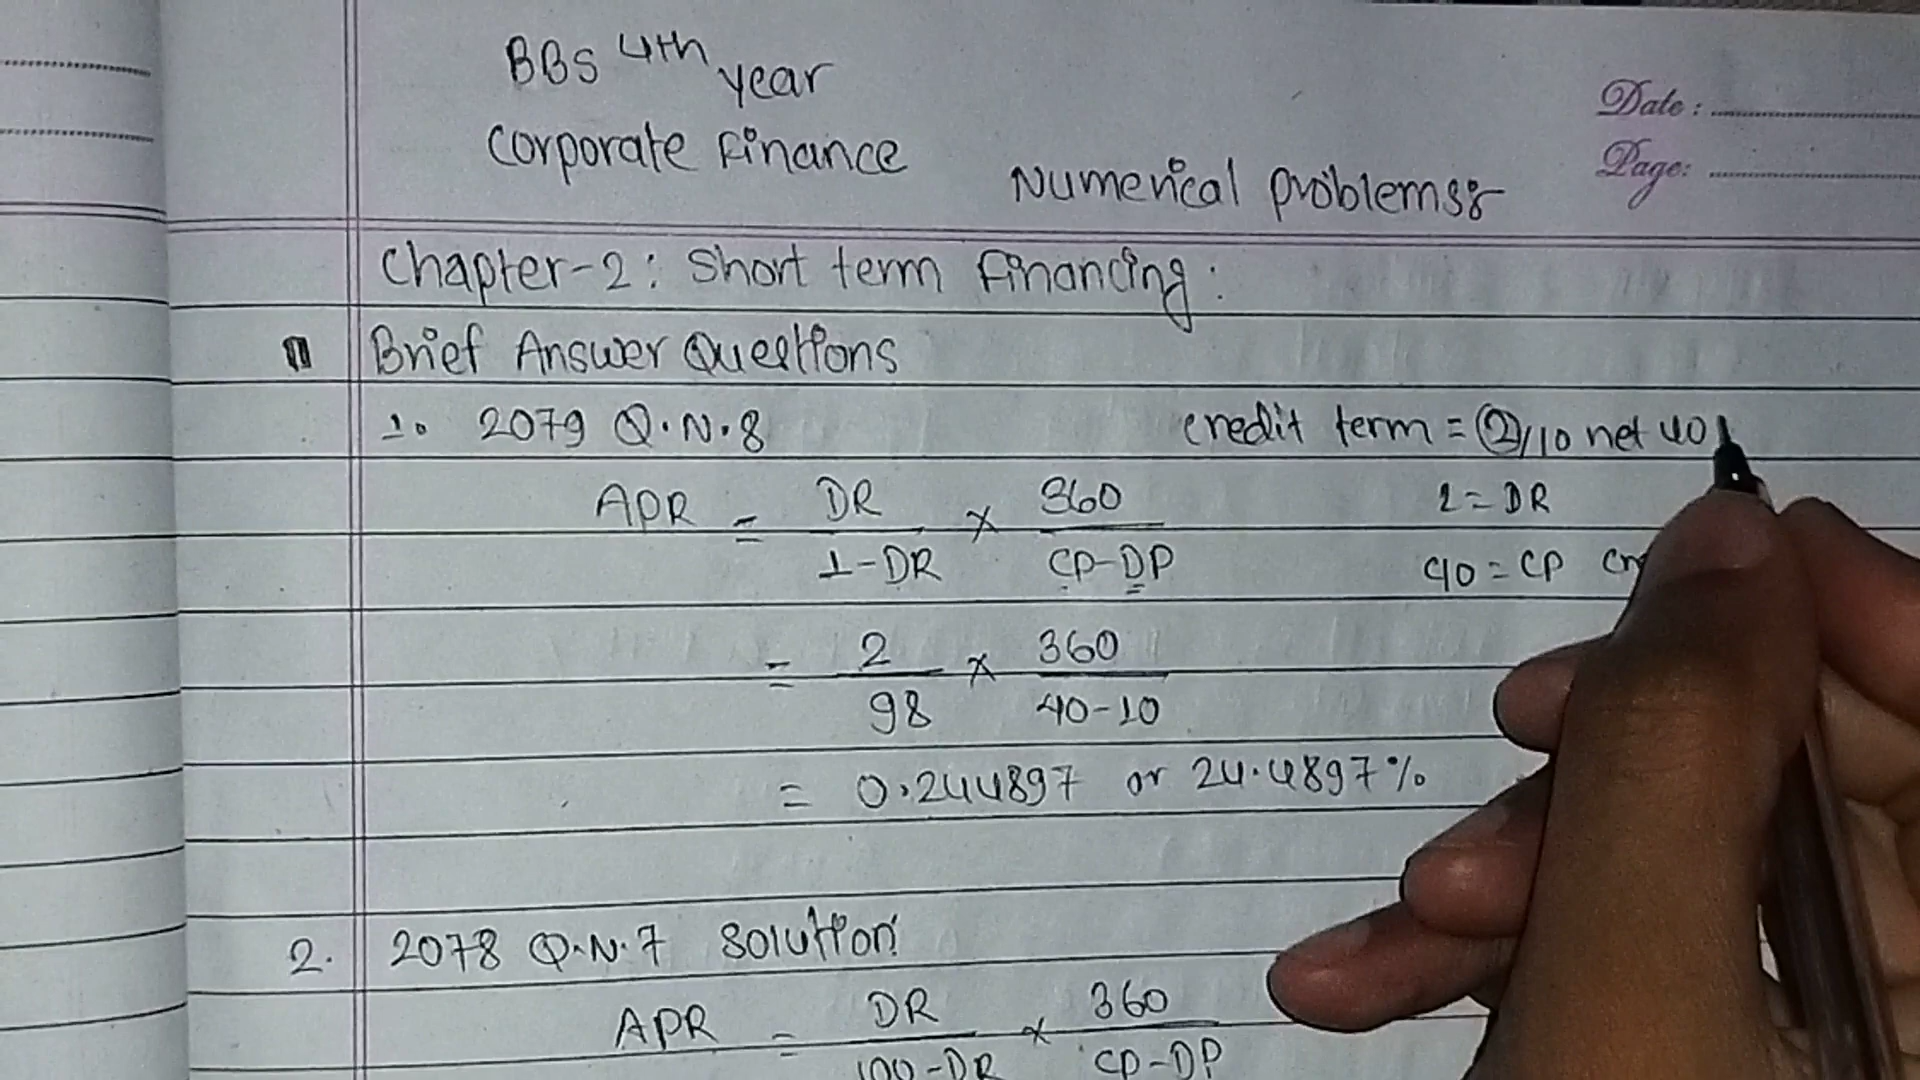 BBS 4th year
Corporate Finance
Numerical problems:-
Date :
Page:
Chapter-2: Short term Financing:
Brief Answer Questions
1. 2079 Q.N.8
Credit term = 2/10 net 40
APR = DR / 1-DR × 360 / CP-DP
2 = DR
40 = CP
= 2 / 98 × 360 / 40-10
= 0.244897 or 24.4897%
2. 2078 Q.N.7 Solution:
APR = DR / 100-DR × 360 / CP-DP